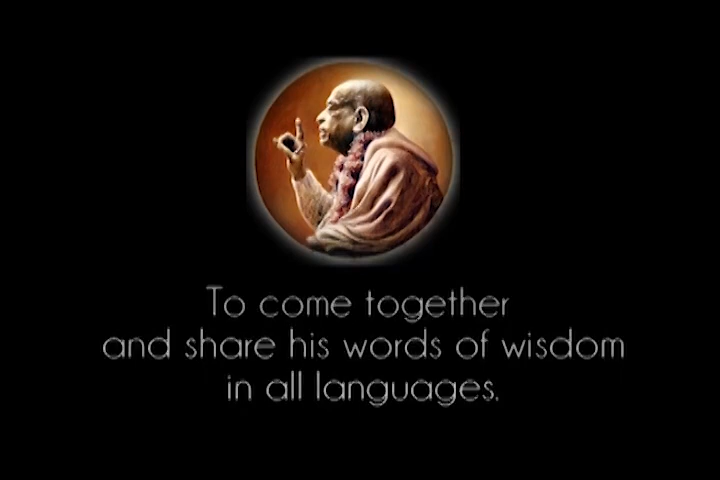 To come together
and share his words of wisdom
in all languages.